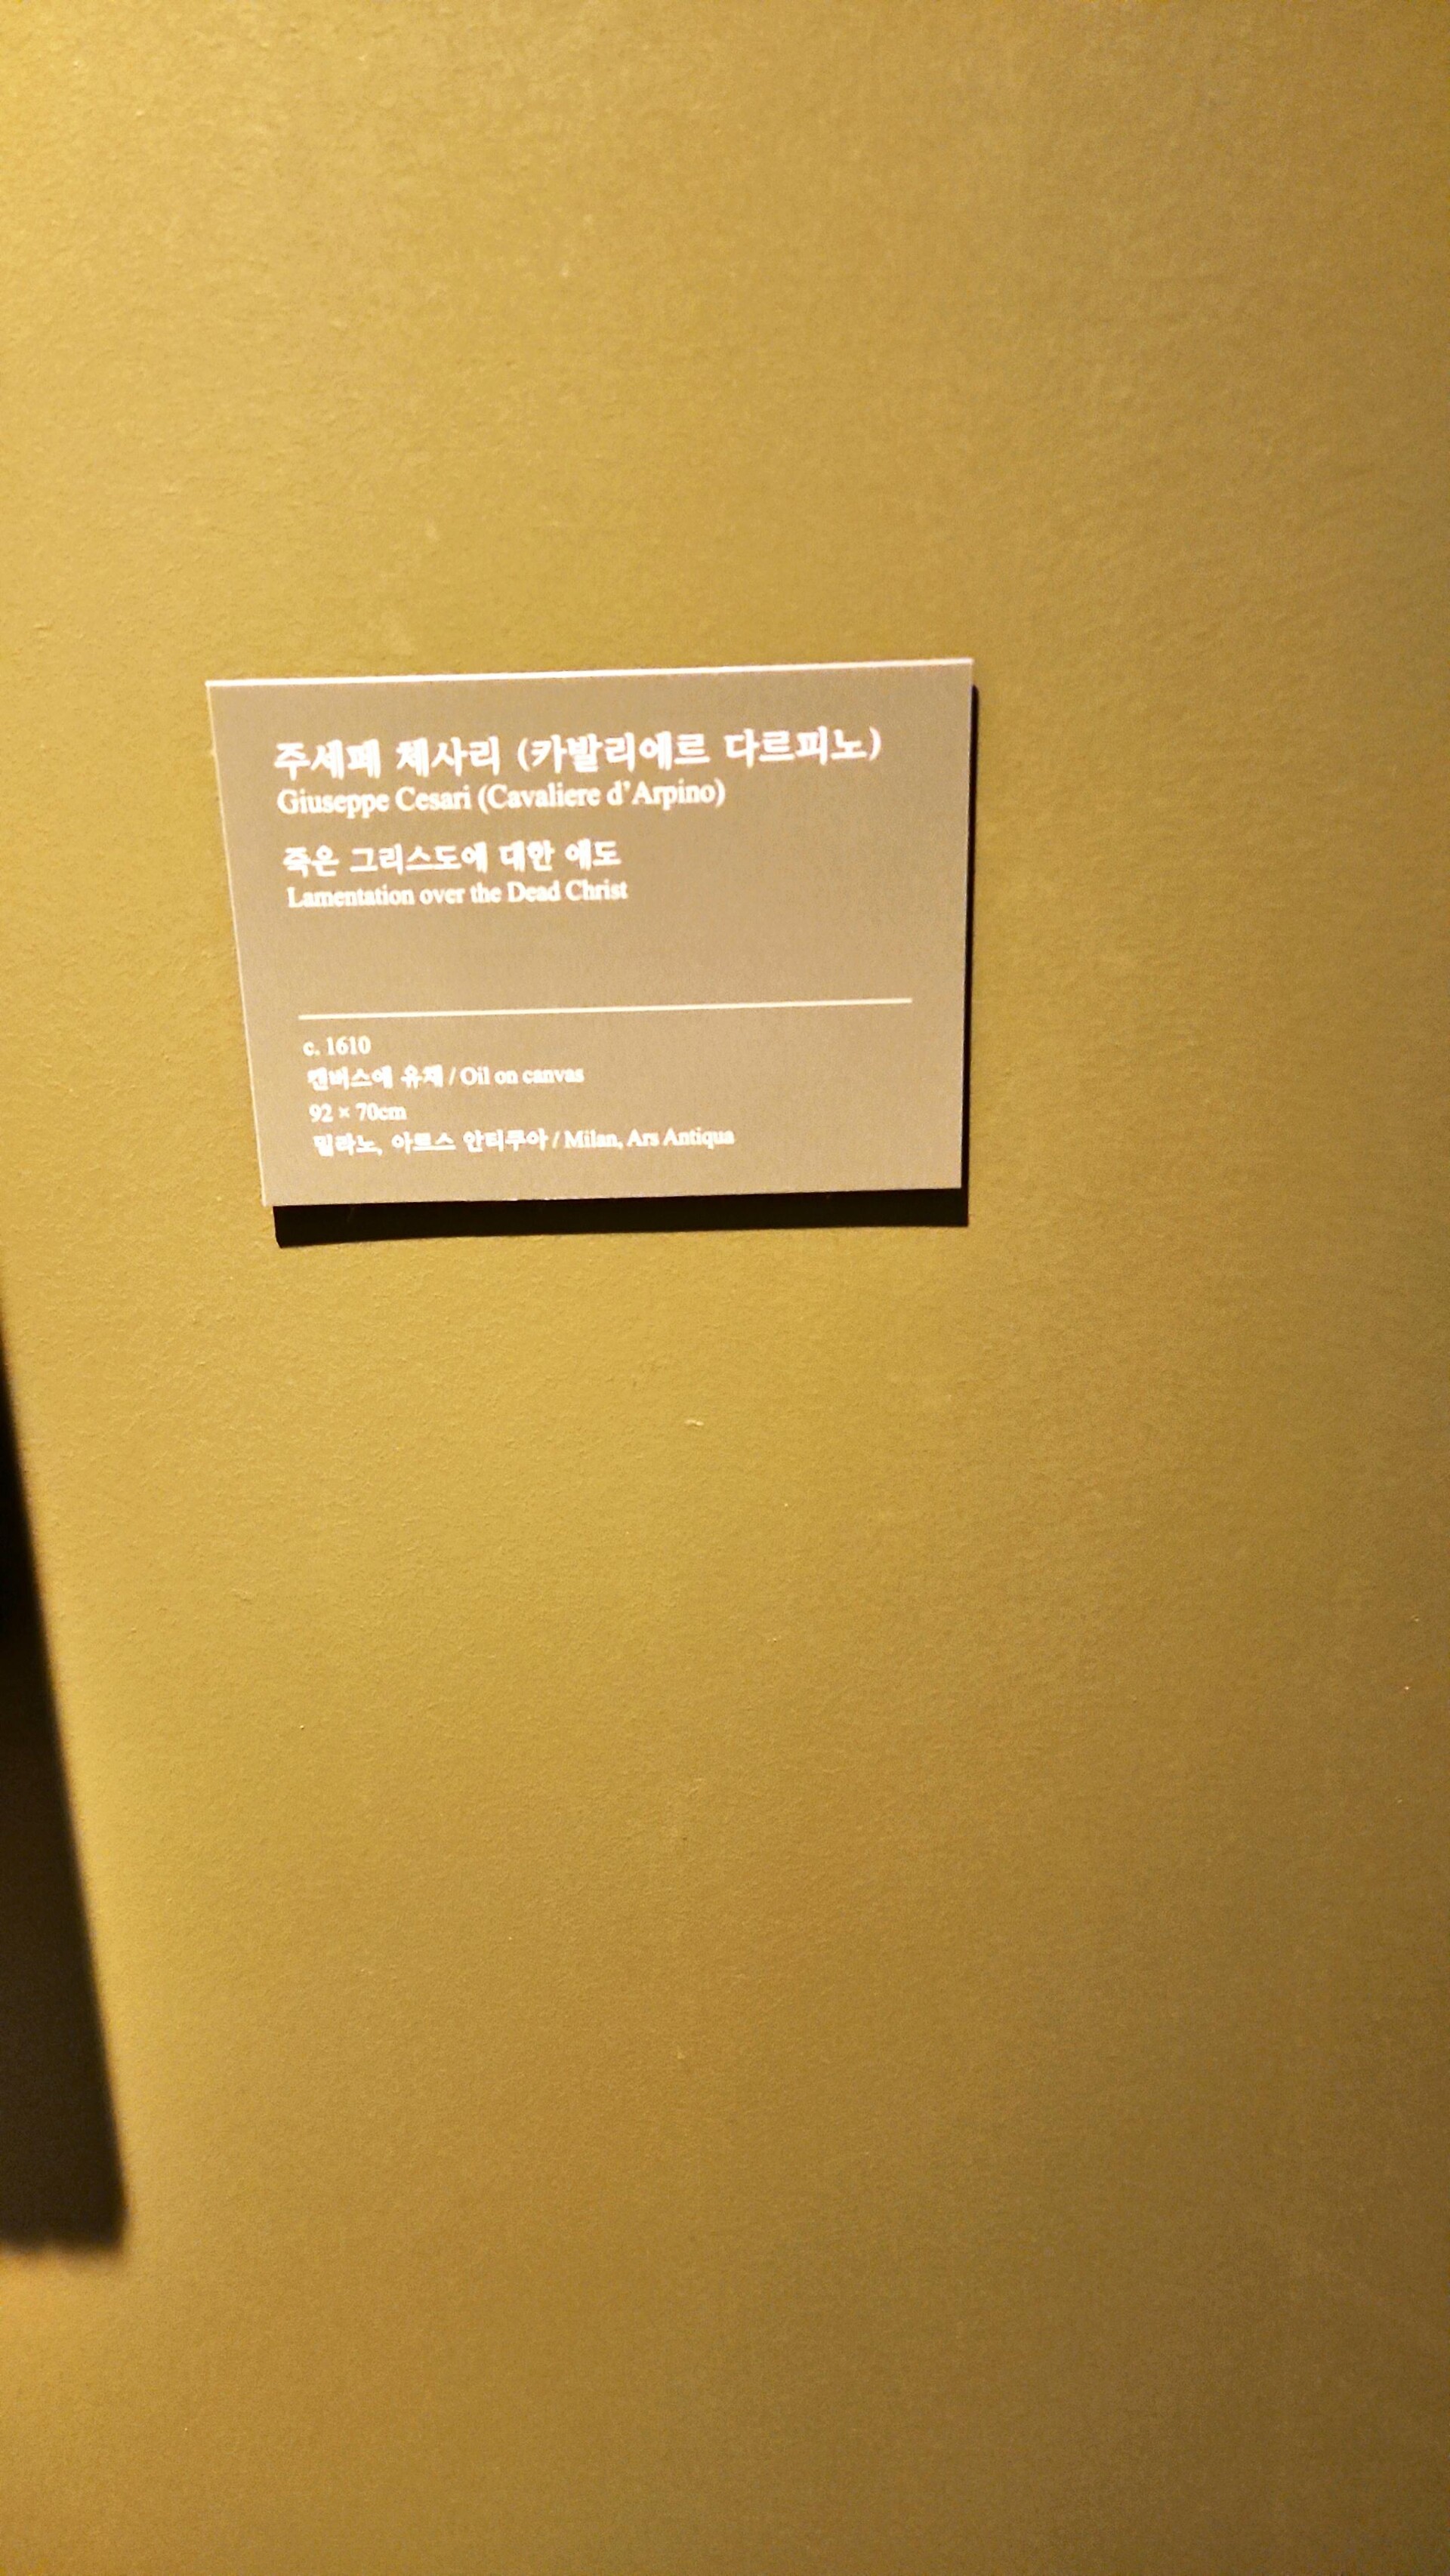 주세페 체사리 (카발리에르 다르피노)
Giuseppe Cesari (Cavaliere d’Arpino)
죽은 그리스도에 대한 애도
Lamentation over the Dead Christ
c. 1610
캔버스에 유채 / Oil on canvas
92 × 70cm
밀라노, 아르스 안티쿠아 / Milan, Ars Antiqua